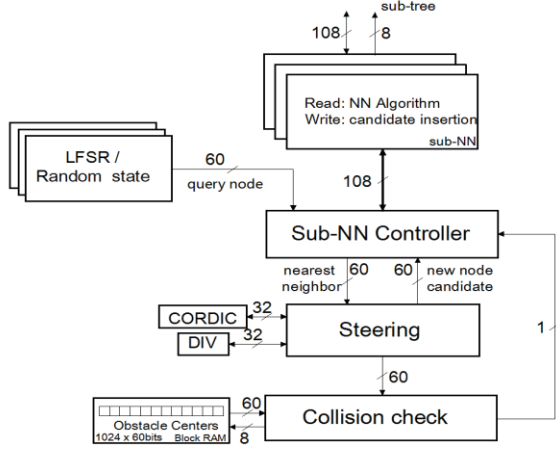 sub-tree
108
8
Read: NN Algorithm
Write: candidate insertion
sub-NN
LFSR /
Random state
60
query node
108
Sub-NN Controller
nearest
neighbor
60
60
new node
candidate
CORDIC
32
DIV
32
Steering
1
60
Obstacle Centers
1024 x 60bits
Block RAM
60
8
Collision check